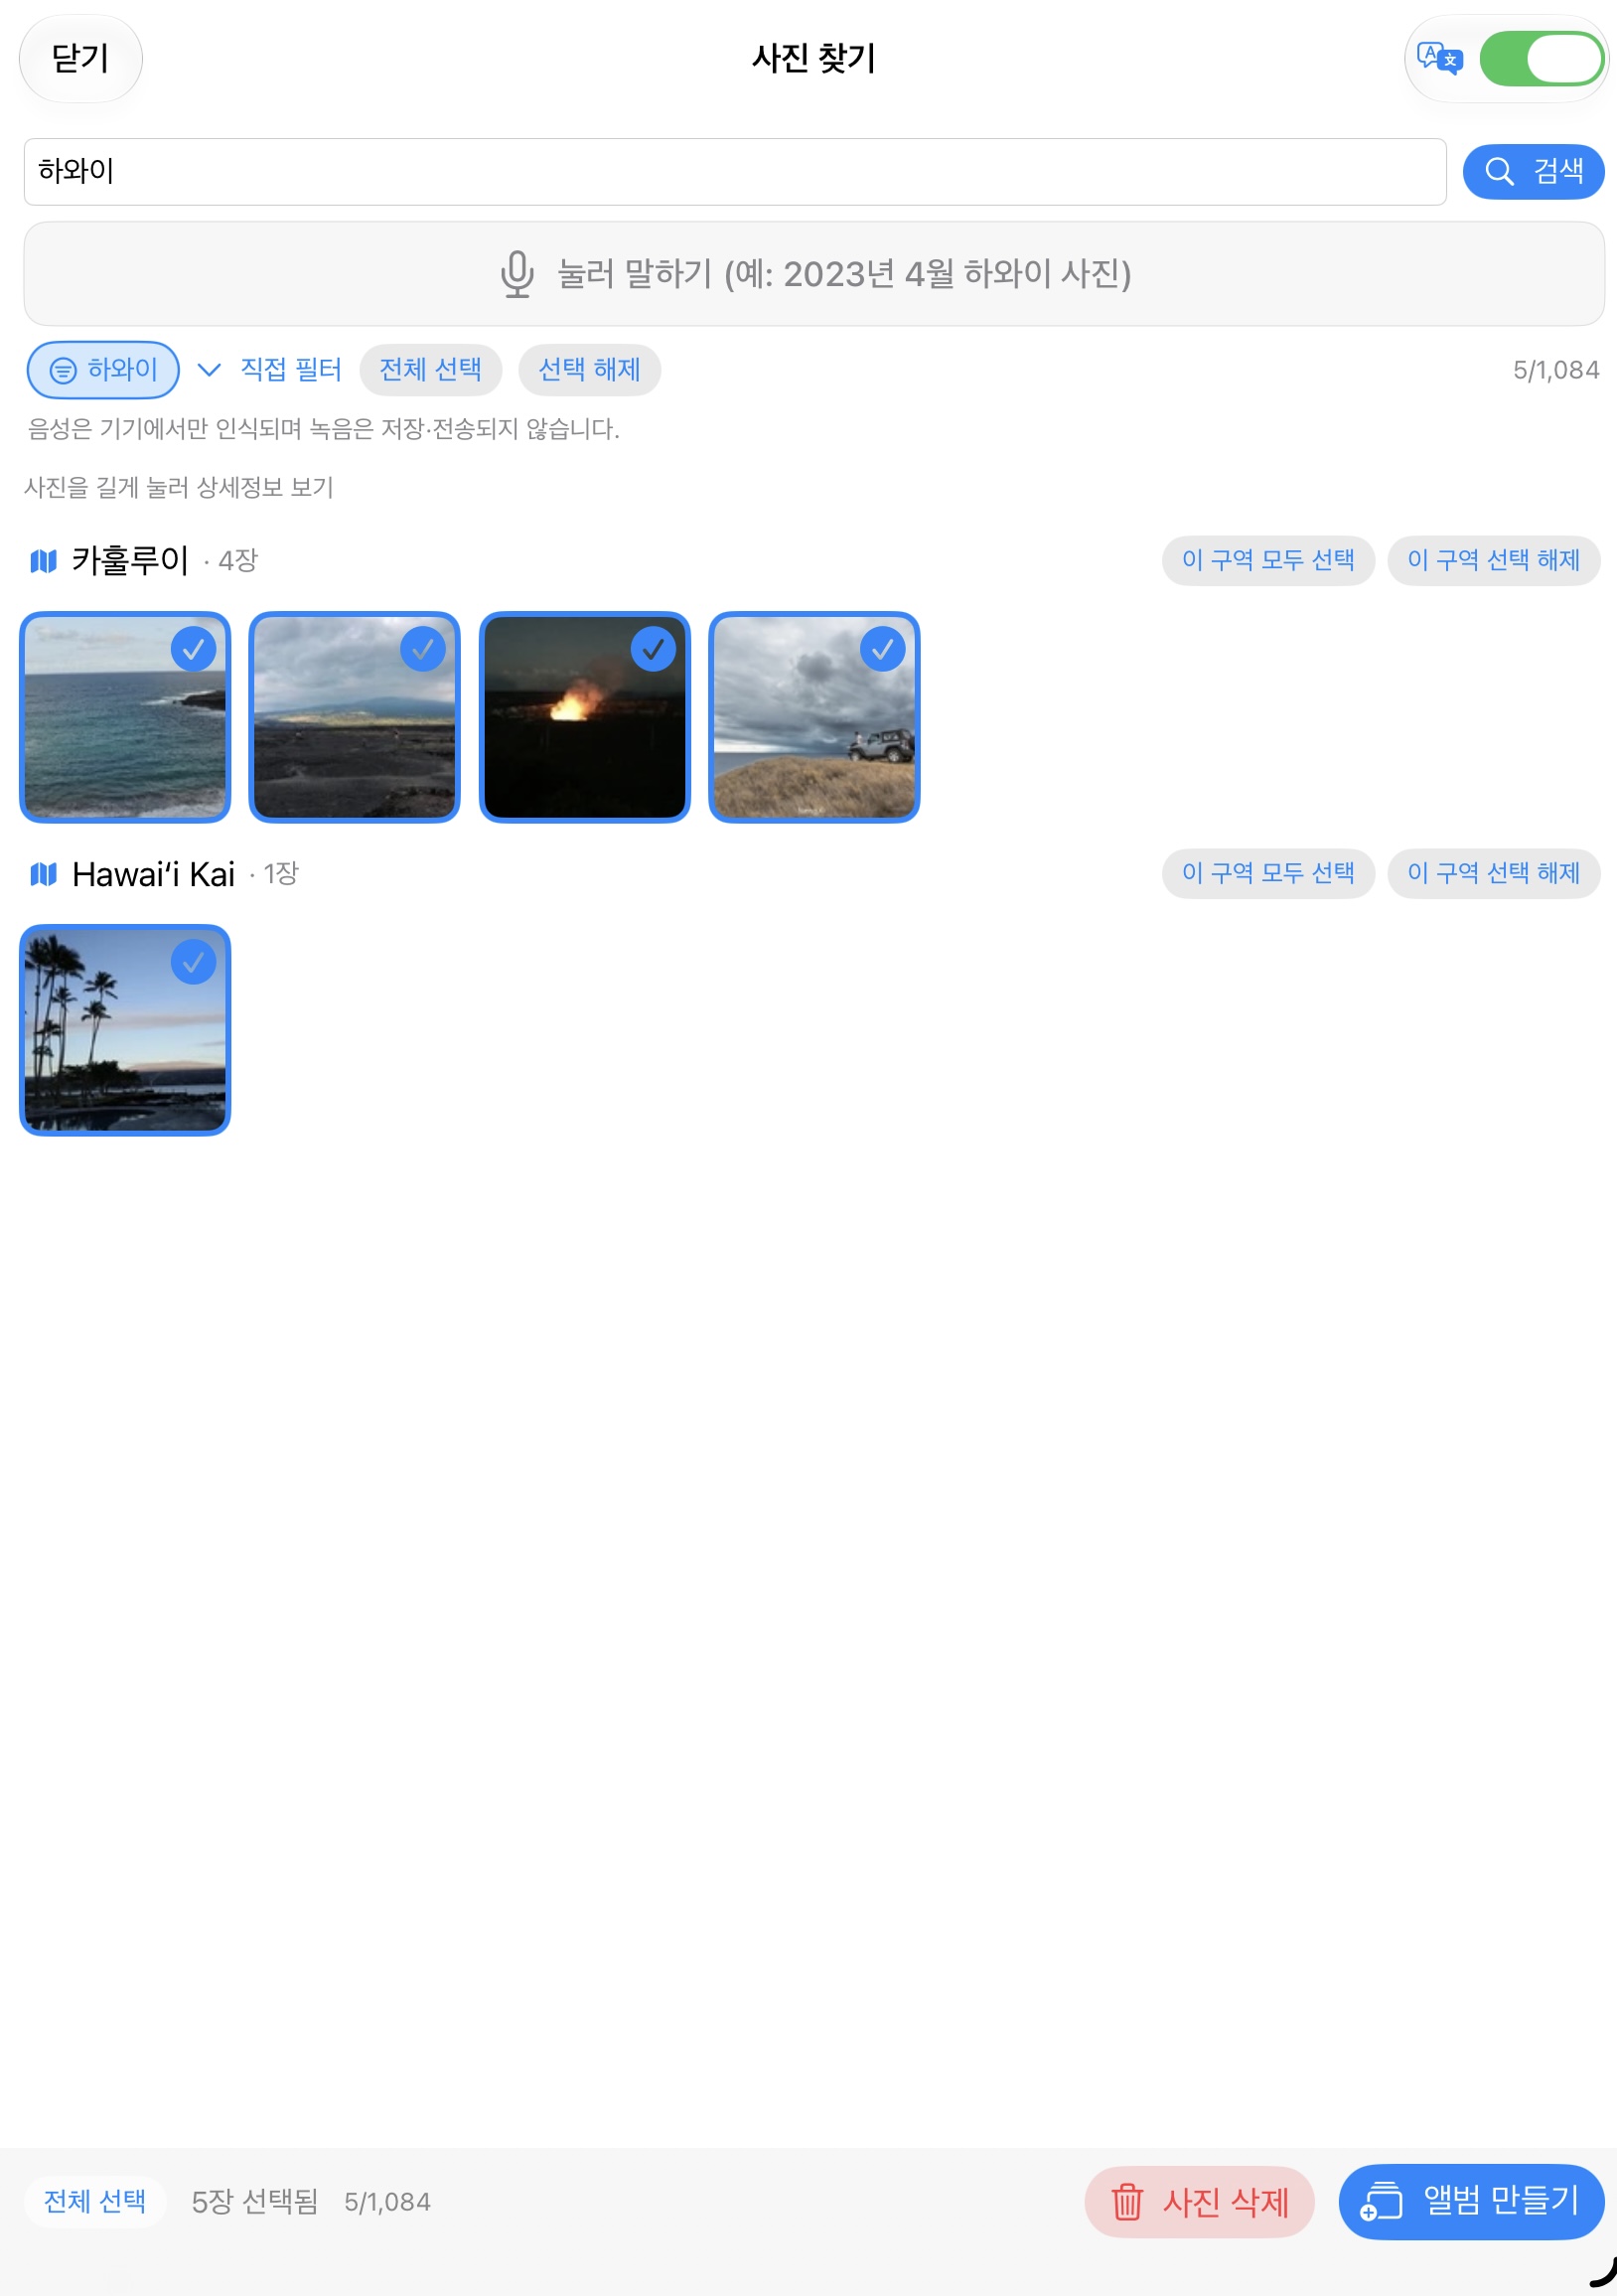 닫기
사진 찾기
하와이
검색
눌러 말하기 (예: 2023년 4월 하와이 사진)
하와이 직접 필터 전체 선택 선택 해제 5/1,084
음성은 기기에서만 인식되며 녹음은 저장·전송되지 않습니다.
사진을 길게 눌러 상세정보 보기
카훌루이 · 4장 이 구역 모두 선택 이 구역 선택 해제
Hawaiʻi Kai · 1장 이 구역 모두 선택 이 구역 선택 해제
전체 선택 5장 선택됨 5/1,084 사진 삭제 앨범 만들기